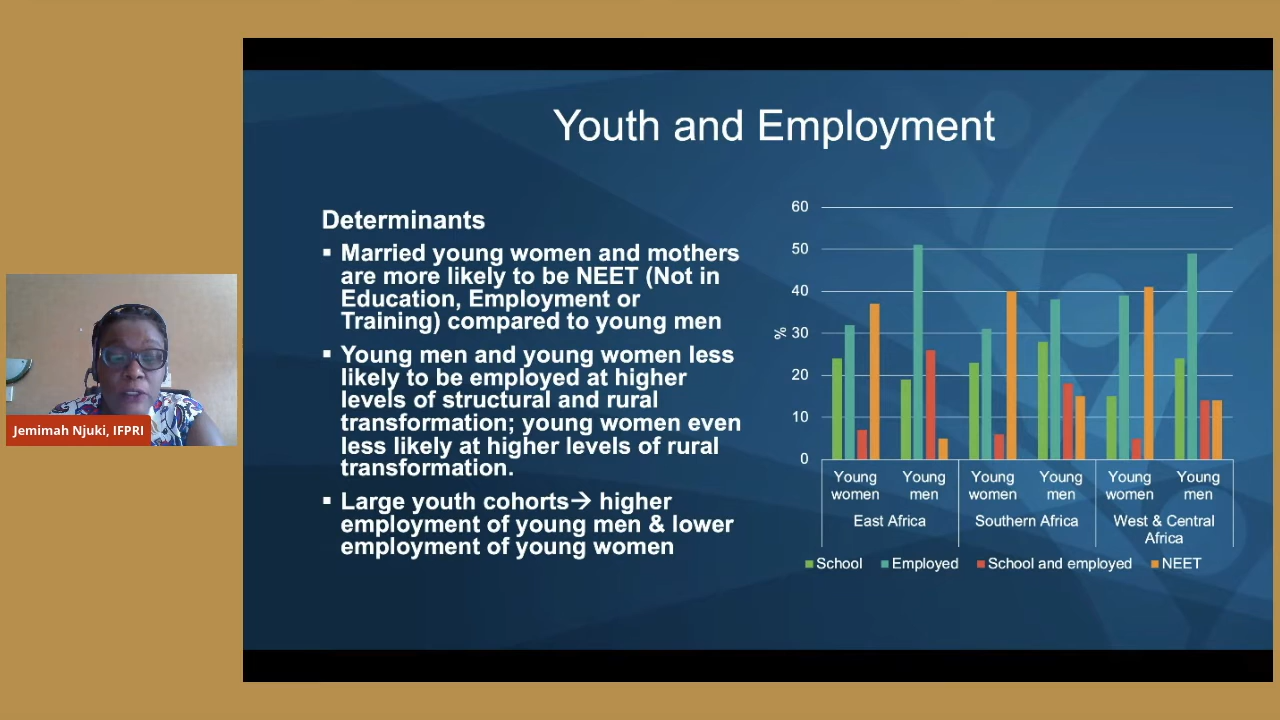 Youth and Employment
Determinants
▪ Married young women and mothers
are more likely to be NEET (Not in
Education, Employment or
Training) compared to young men
▪ Young men and young women less
likely to be employed at higher
levels of structural and rural
transformation; young women even
less likely at higher levels of rural
transformation.
▪ Large youth cohorts→ higher
employment of young men & lower
employment of young women
60
50
40
30
20
10
0
%
Young women
Young men
Young women
Young men
Young women
Young men
East Africa
Southern Africa
West & Central
Africa
School Employed School and employed NEET
Jemimah Njuki, IFPRI